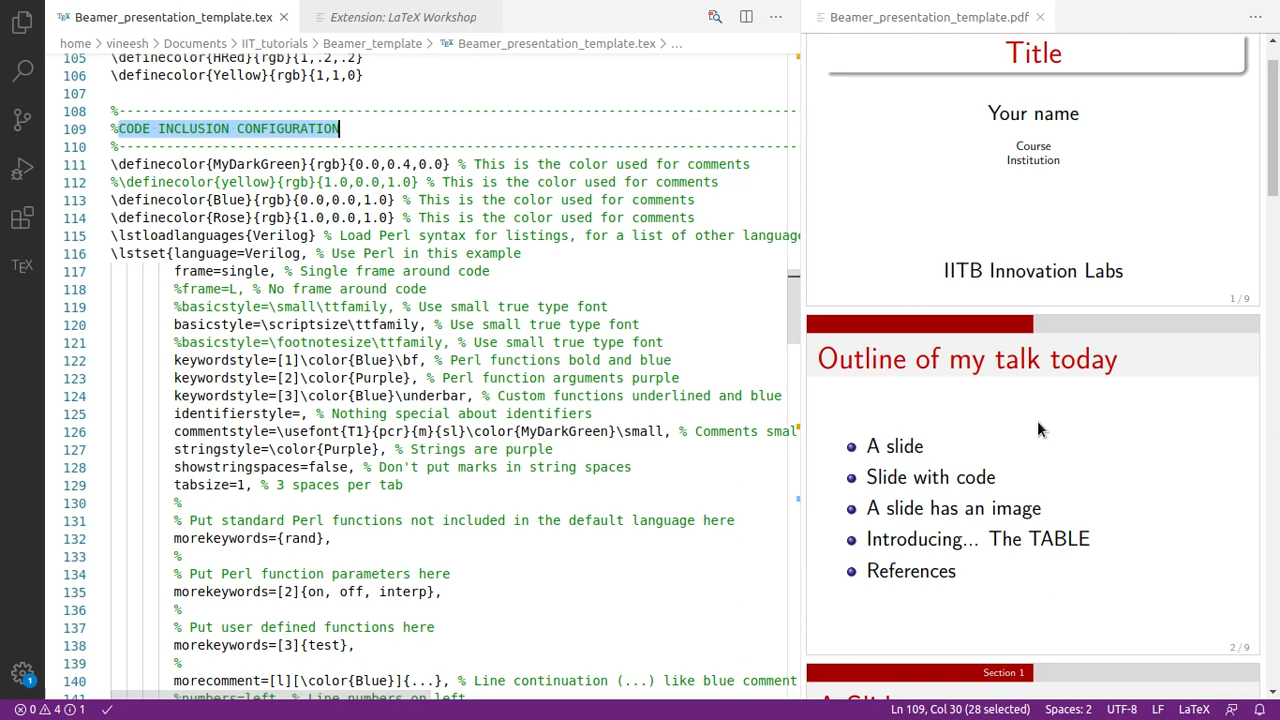 Beamer_presentation_template.tex
Extension: LaTeX Workshop
Beamer_presentation_template.pdf
home > vineesh > Documents > IIT_tutorials > Beamer_template > Beamer_presentation_template.tex > ...
105 \definecolor{HRed}{rgb}{1,.2,.2}
106 \definecolor{Yellow}{rgb}{1,1,0}
107
108 %--------------------------------------------------------------------------------------
109 %CODE INCLUSION CONFIGURATION
110 %--------------------------------------------------------------------------------------
111 \definecolor{MyDarkGreen}{rgb}{0.0,0.4,0.0} % This is the color used for comments
112 %\definecolor{yellow}{rgb}{1.0,0.0,1.0} % This is the color used for comments
113 \definecolor{Blue}{rgb}{0.0,0.0,1.0} % This is the color used for comments
114 \definecolor{Rose}{rgb}{1.0,0.0,1.0} % This is the color used for comments
115 \lstloadlanguages{Verilog} % Load Perl syntax for listings, for a list of other language
116 \lstset{language=Verilog, % Use Perl in this example
117 frame=single, % Single frame around code
118 %frame=L, % No frame around code
119 %basicstyle=\small\ttfamily, % Use small true type font
120 basicstyle=\scriptsize\ttfamily, % Use small true type font
121 %basicstyle=\footnotesize\ttfamily, % Use small true type font
122 keywordstyle=[1]\color{Blue}\bf, % Perl functions bold and blue
123 keywordstyle=[2]\color{Purple}, % Perl function arguments purple
124 keywordstyle=[3]\color{Blue}\underbar, % Custom functions underlined and blue
125 identifierstyle=, % Nothing special about identifiers
126 commentstyle=\usefont{T1}{pcr}{m}{sl}\color{MyDarkGreen}\small, % Comments smal
127 stringstyle=\color{Purple}, % Strings are purple
128 showstringspaces=false, % Don't put marks in string spaces
129 tabsize=1, % 3 spaces per tab
130 %
131 % Put standard Perl functions not included in the default language here
132 morekeywords={rand},
133 %
134 % Put Perl function parameters here
135 morekeywords=[2]{on, off, interp},
136 %
137 % Put user defined functions here
138 morekeywords=[3]{test},
139 %
140 morecomment=[l][\color{Blue}]{...}, % Line continuation (...) like blue comment
141 %numbers=left, % Line numbers on left
Title
Your name
Course
Institution
IITB Innovation Labs
1 / 9
Outline of my talk today
A slide
Slide with code
A slide has an image
Introducing... The TABLE
References
2 / 9
Section 1
A Slide
TEX
1
0 4 1
Ln 109, Col 30 (28 selected)
Spaces: 2
UTF-8
LF
LaTeX